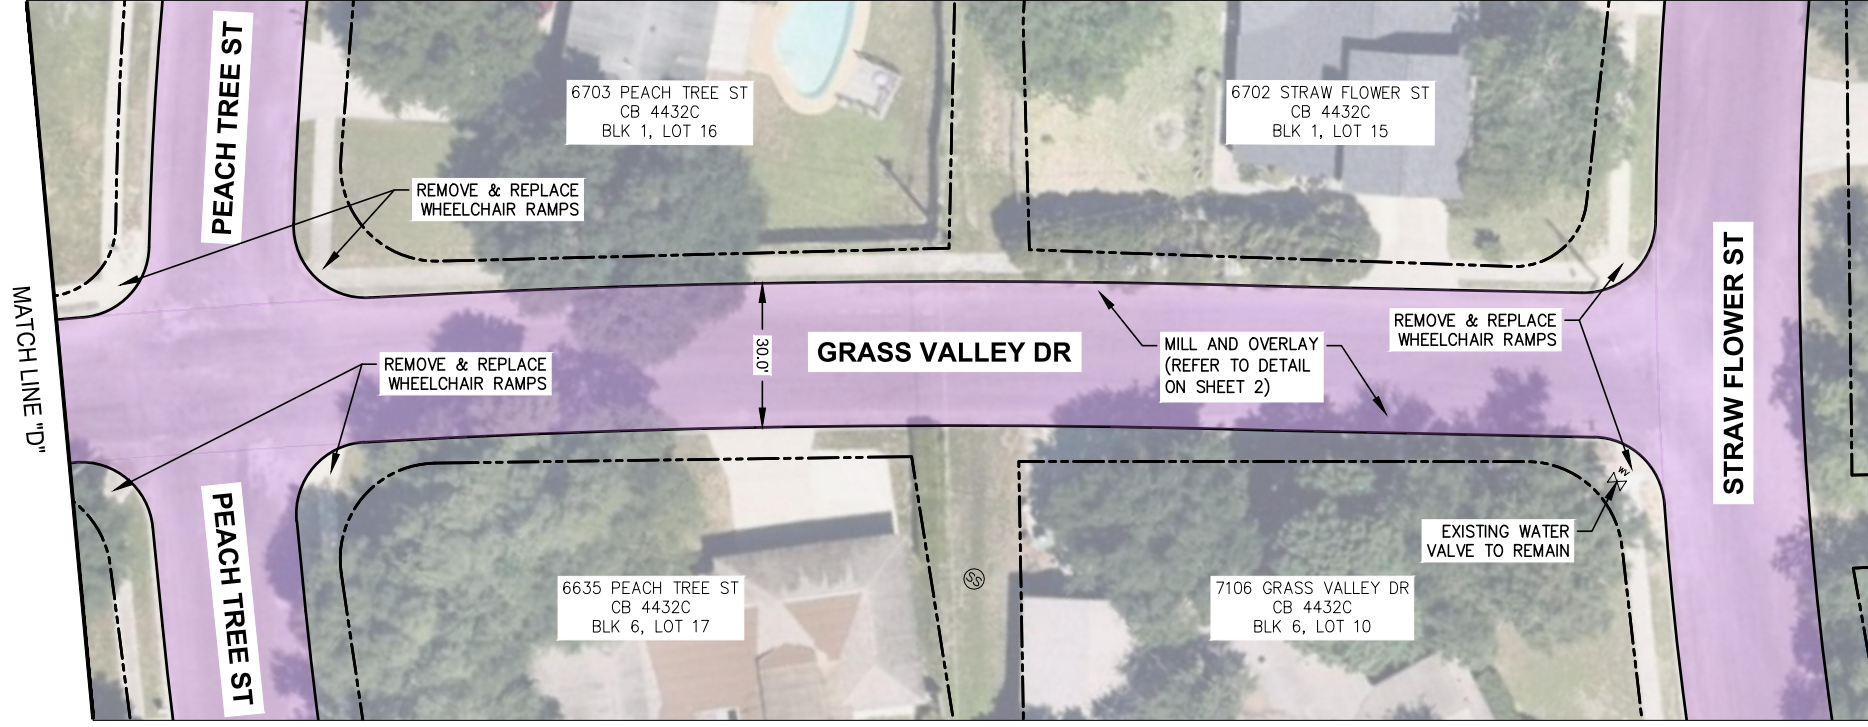 PEACH TREE ST
6703 PEACH TREE ST
CB 4432C
BLK 1, LOT 16
6702 STRAW FLOWER ST
CB 4432C
BLK 1, LOT 15
REMOVE & REPLACE
WHEELCHAIR RAMPS
MATCH LINE "D"
REMOVE & REPLACE
WHEELCHAIR RAMPS
30.0'
GRASS VALLEY DR
MILL AND OVERLAY
(REFER TO DETAIL
ON SHEET 2)
REMOVE & REPLACE
WHEELCHAIR RAMPS
STRAW FLOWER ST
WV
EXISTING WATER
VALVE TO REMAIN
PEACH TREE ST
6635 PEACH TREE ST
CB 4432C
BLK 6, LOT 17
SS
7106 GRASS VALLEY DR
CB 4432C
BLK 6, LOT 10